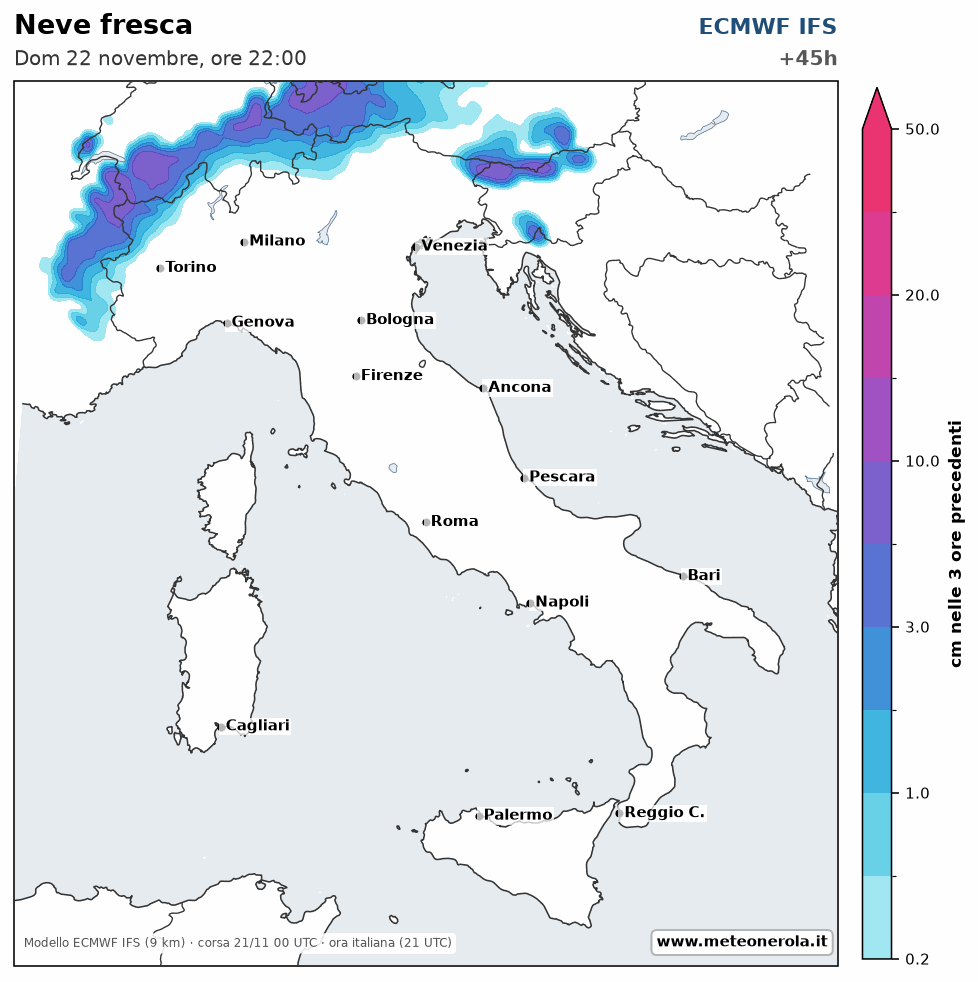 Neve fresca
ECMWF IFS
Dom 22 novembre, ore 22:00
+45h
50.0
20.0
10.0
3.0
1.0
0.2
cm nelle 3 ore precedenti
Milano
Venezia
Torino
Genova
Bologna
Firenze
Ancona
Pescara
Roma
Bari
Napoli
Cagliari
Palermo
Reggio C.
Modello ECMWF IFS (9 km) · corsa 21/11 00 UTC · ora italiana (21 UTC)
www.meteonerola.it